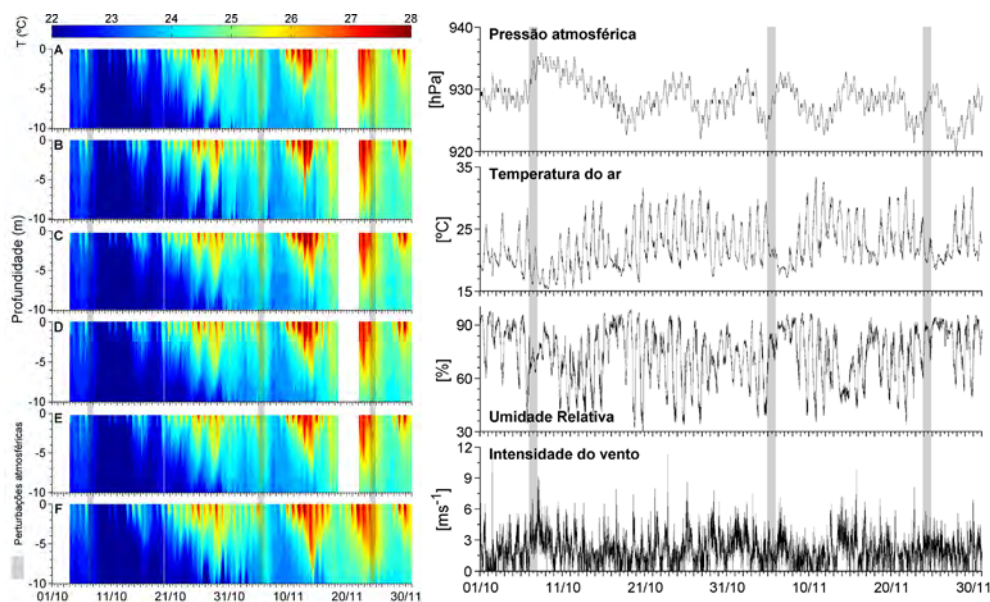 T (ºC)
22 23 24 25 26 27 28
Profundidade (m)
A
0
-5
-10
B
0
-5
-10
C
0
-5
-10
D
0
-5
-10
E
0
-5
-10
F
0
-5
-10
01/10 11/10 21/10 31/10 10/11 20/11 30/11
Perturbações atmosféricas
Pressão atmosférica
[hPa]
940
930
920
Temperatura do ar
[ºC]
35
25
15
[%]
90
60
30
Umidade Relativa
Intensidade do vento
[ms⁻¹]
12
9
6
3
0
01/10 11/10 21/10 31/10 10/11 20/11 30/11